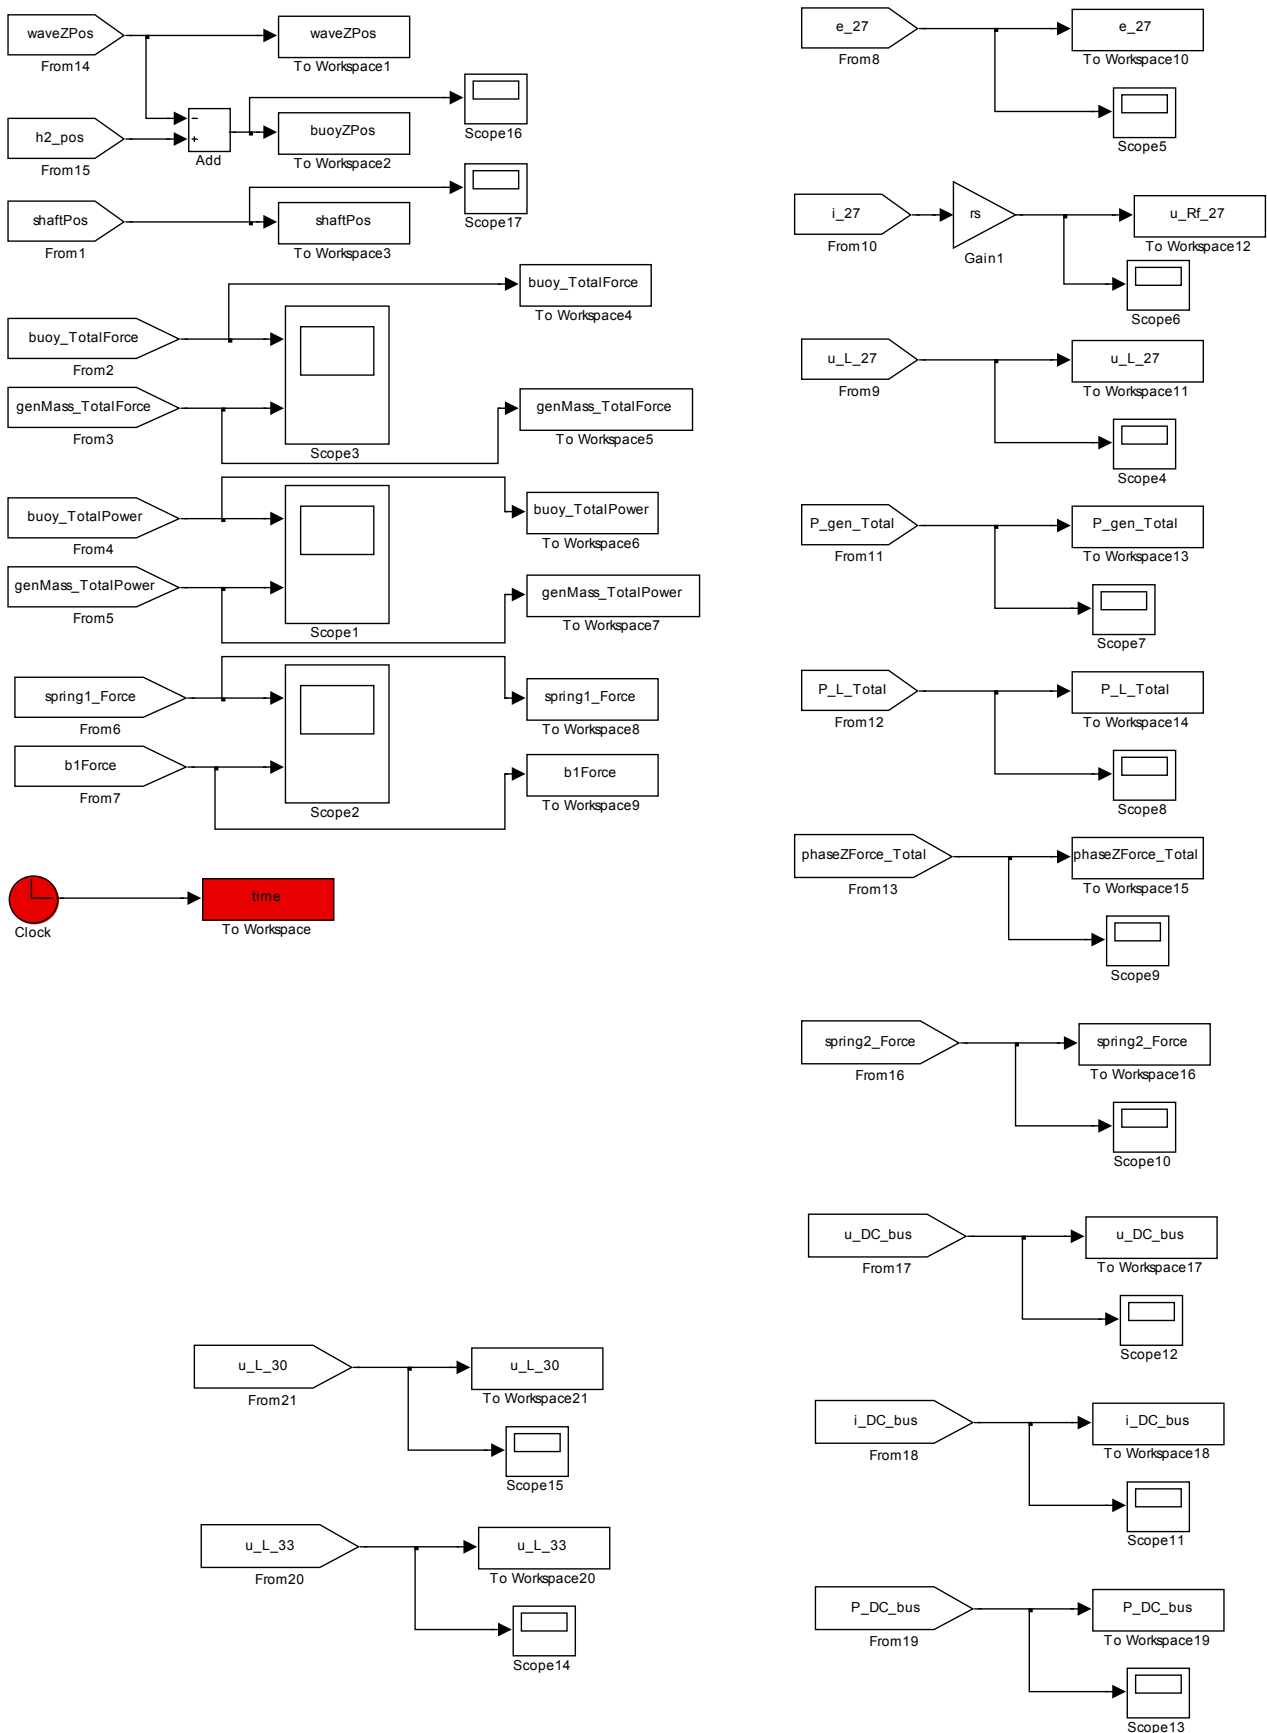 waveZPos
From14
waveZPos
To Workspace1
Scope16
h2_pos
From15
−
+
Add
buoyZPos
To Workspace2
Scope17
shaftPos
From1
shaftPos
To Workspace3
buoy_TotalForce
To Workspace4
buoy_TotalForce
From2
genMass_TotalForce
From3
Scope3
genMass_TotalForce
To Workspace5
buoy_TotalPower
From4
buoy_TotalPower
To Workspace6
genMass_TotalPower
From5
Scope1
genMass_TotalPower
To Workspace7
spring1_Force
From6
spring1_Force
To Workspace8
b1Force
From7
Scope2
b1Force
To Workspace9
Clock
time
To Workspace
u_L_30
From21
u_L_30
To Workspace21
Scope15
u_L_33
From20
u_L_33
To Workspace20
Scope14
e_27
From8
e_27
To Workspace10
Scope5
i_27
From10
rs
Gain1
u_Rf_27
To Workspace12
Scope6
u_L_27
From9
u_L_27
To Workspace11
Scope4
P_gen_Total
From11
P_gen_Total
To Workspace13
Scope7
P_L_Total
From12
P_L_Total
To Workspace14
Scope8
phaseZForce_Total
From13
phaseZForce_Total
To Workspace15
Scope9
spring2_Force
From16
spring2_Force
To Workspace16
Scope10
u_DC_bus
From17
u_DC_bus
To Workspace17
Scope12
i_DC_bus
From18
i_DC_bus
To Workspace18
Scope11
P_DC_bus
From19
P_DC_bus
To Workspace19
Scope13